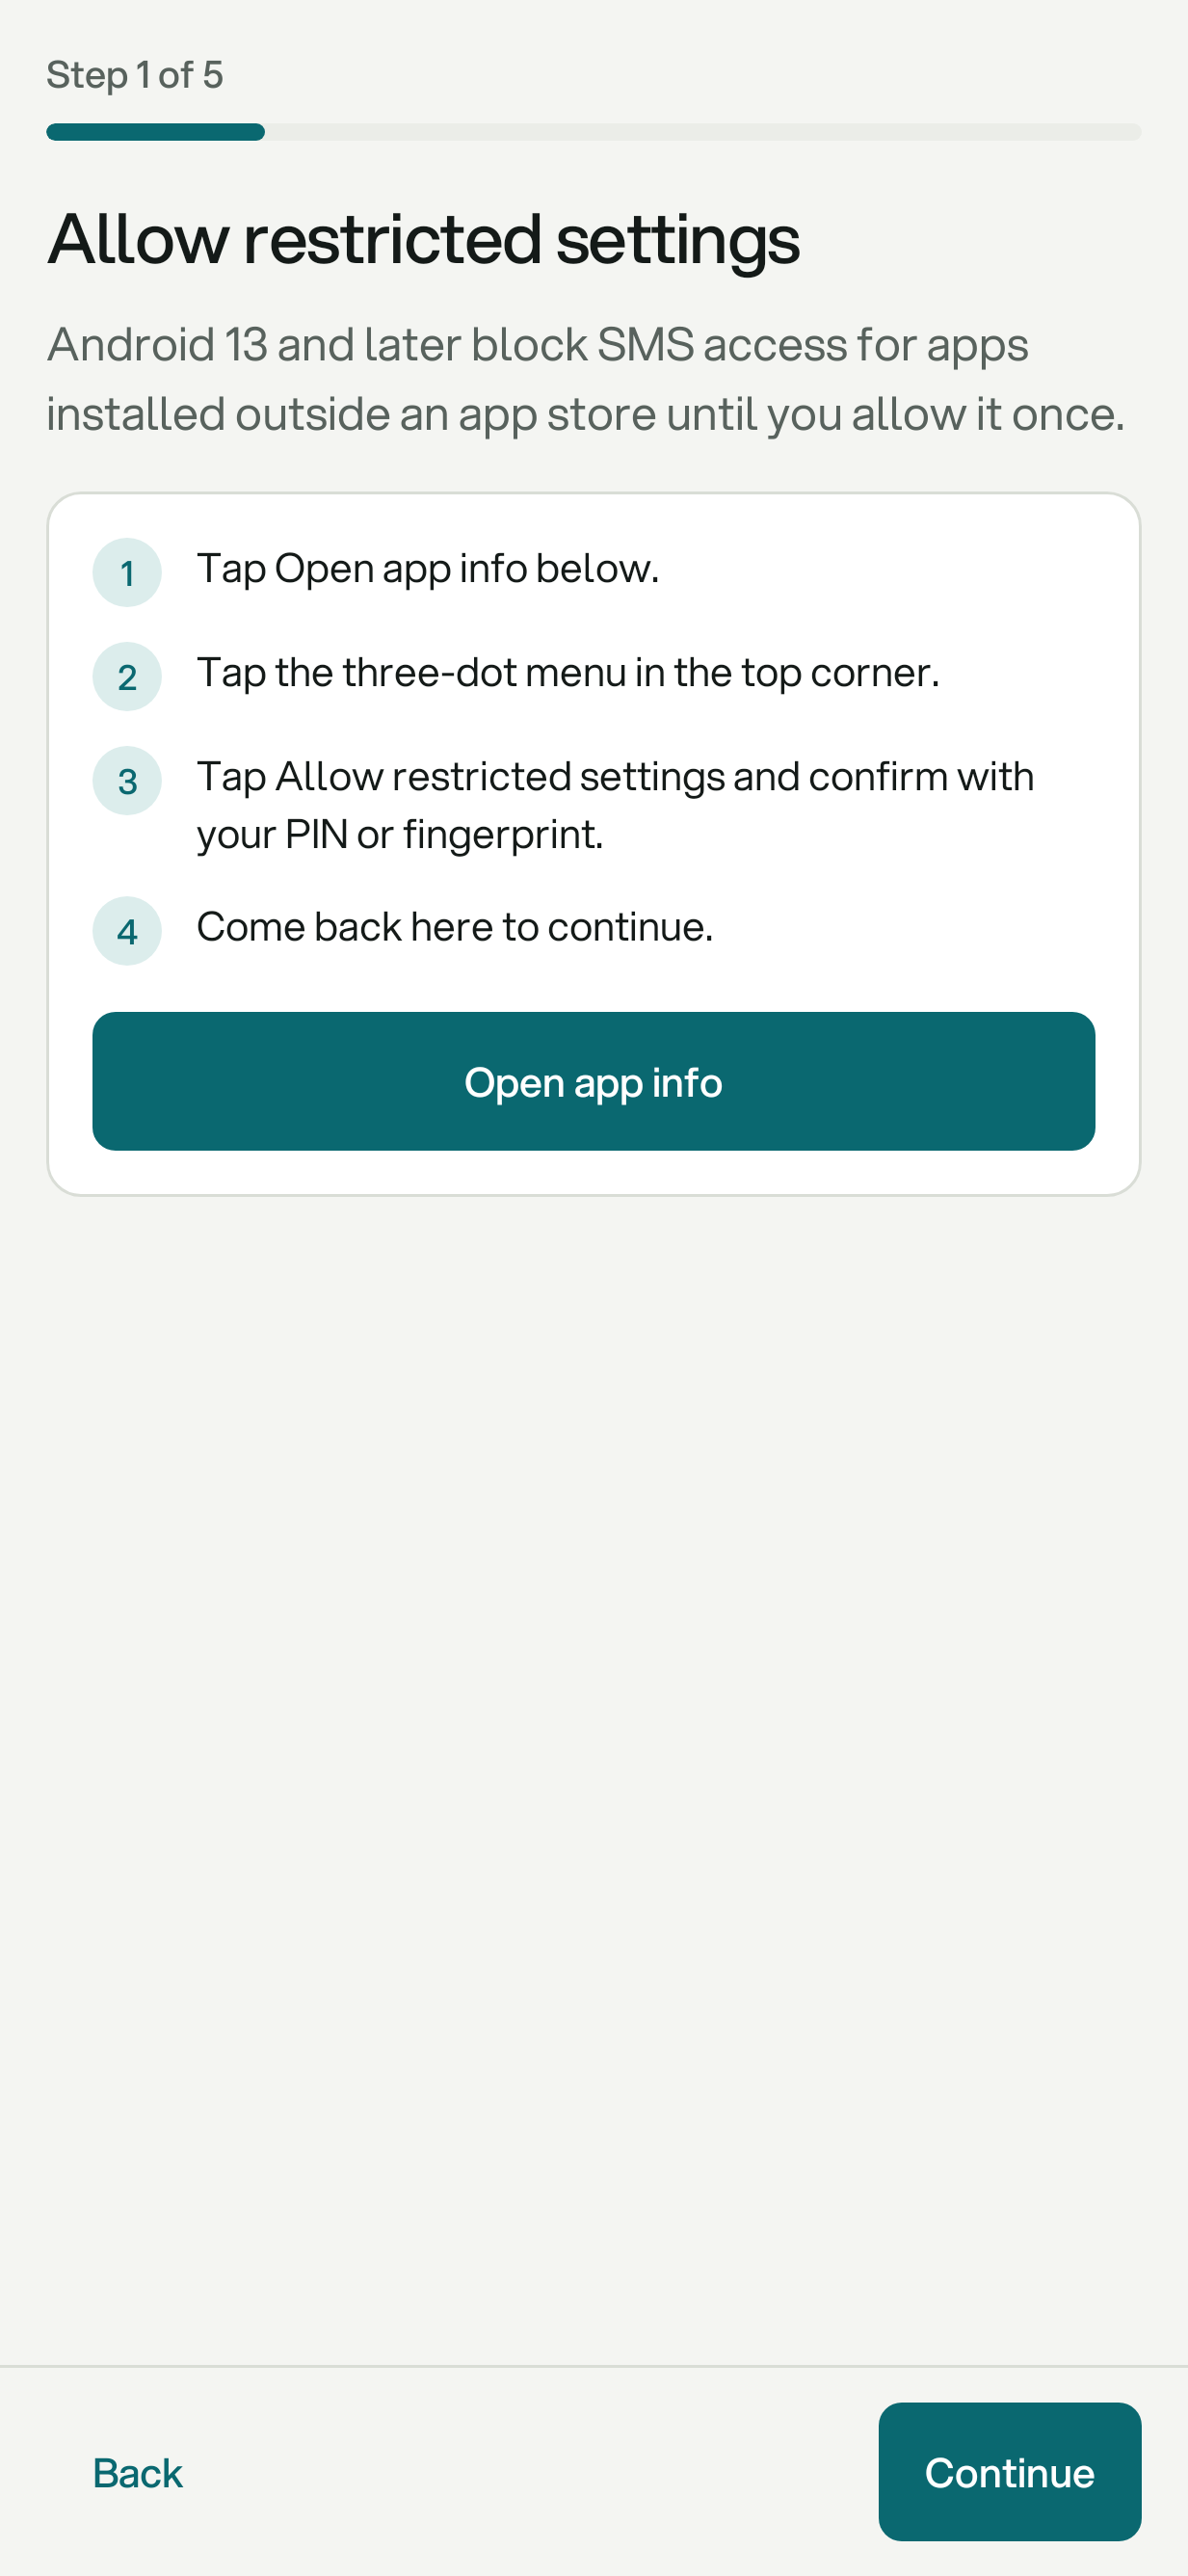 Step 1 of 5
Allow restricted settings
Android 13 and later block SMS access for apps
installed outside an app store until you allow it once.
1 Tap Open app info below.
2 Tap the three-dot menu in the top corner.
3 Tap Allow restricted settings and confirm with
your PIN or fingerprint.
4 Come back here to continue.
Open app info
Back
Continue